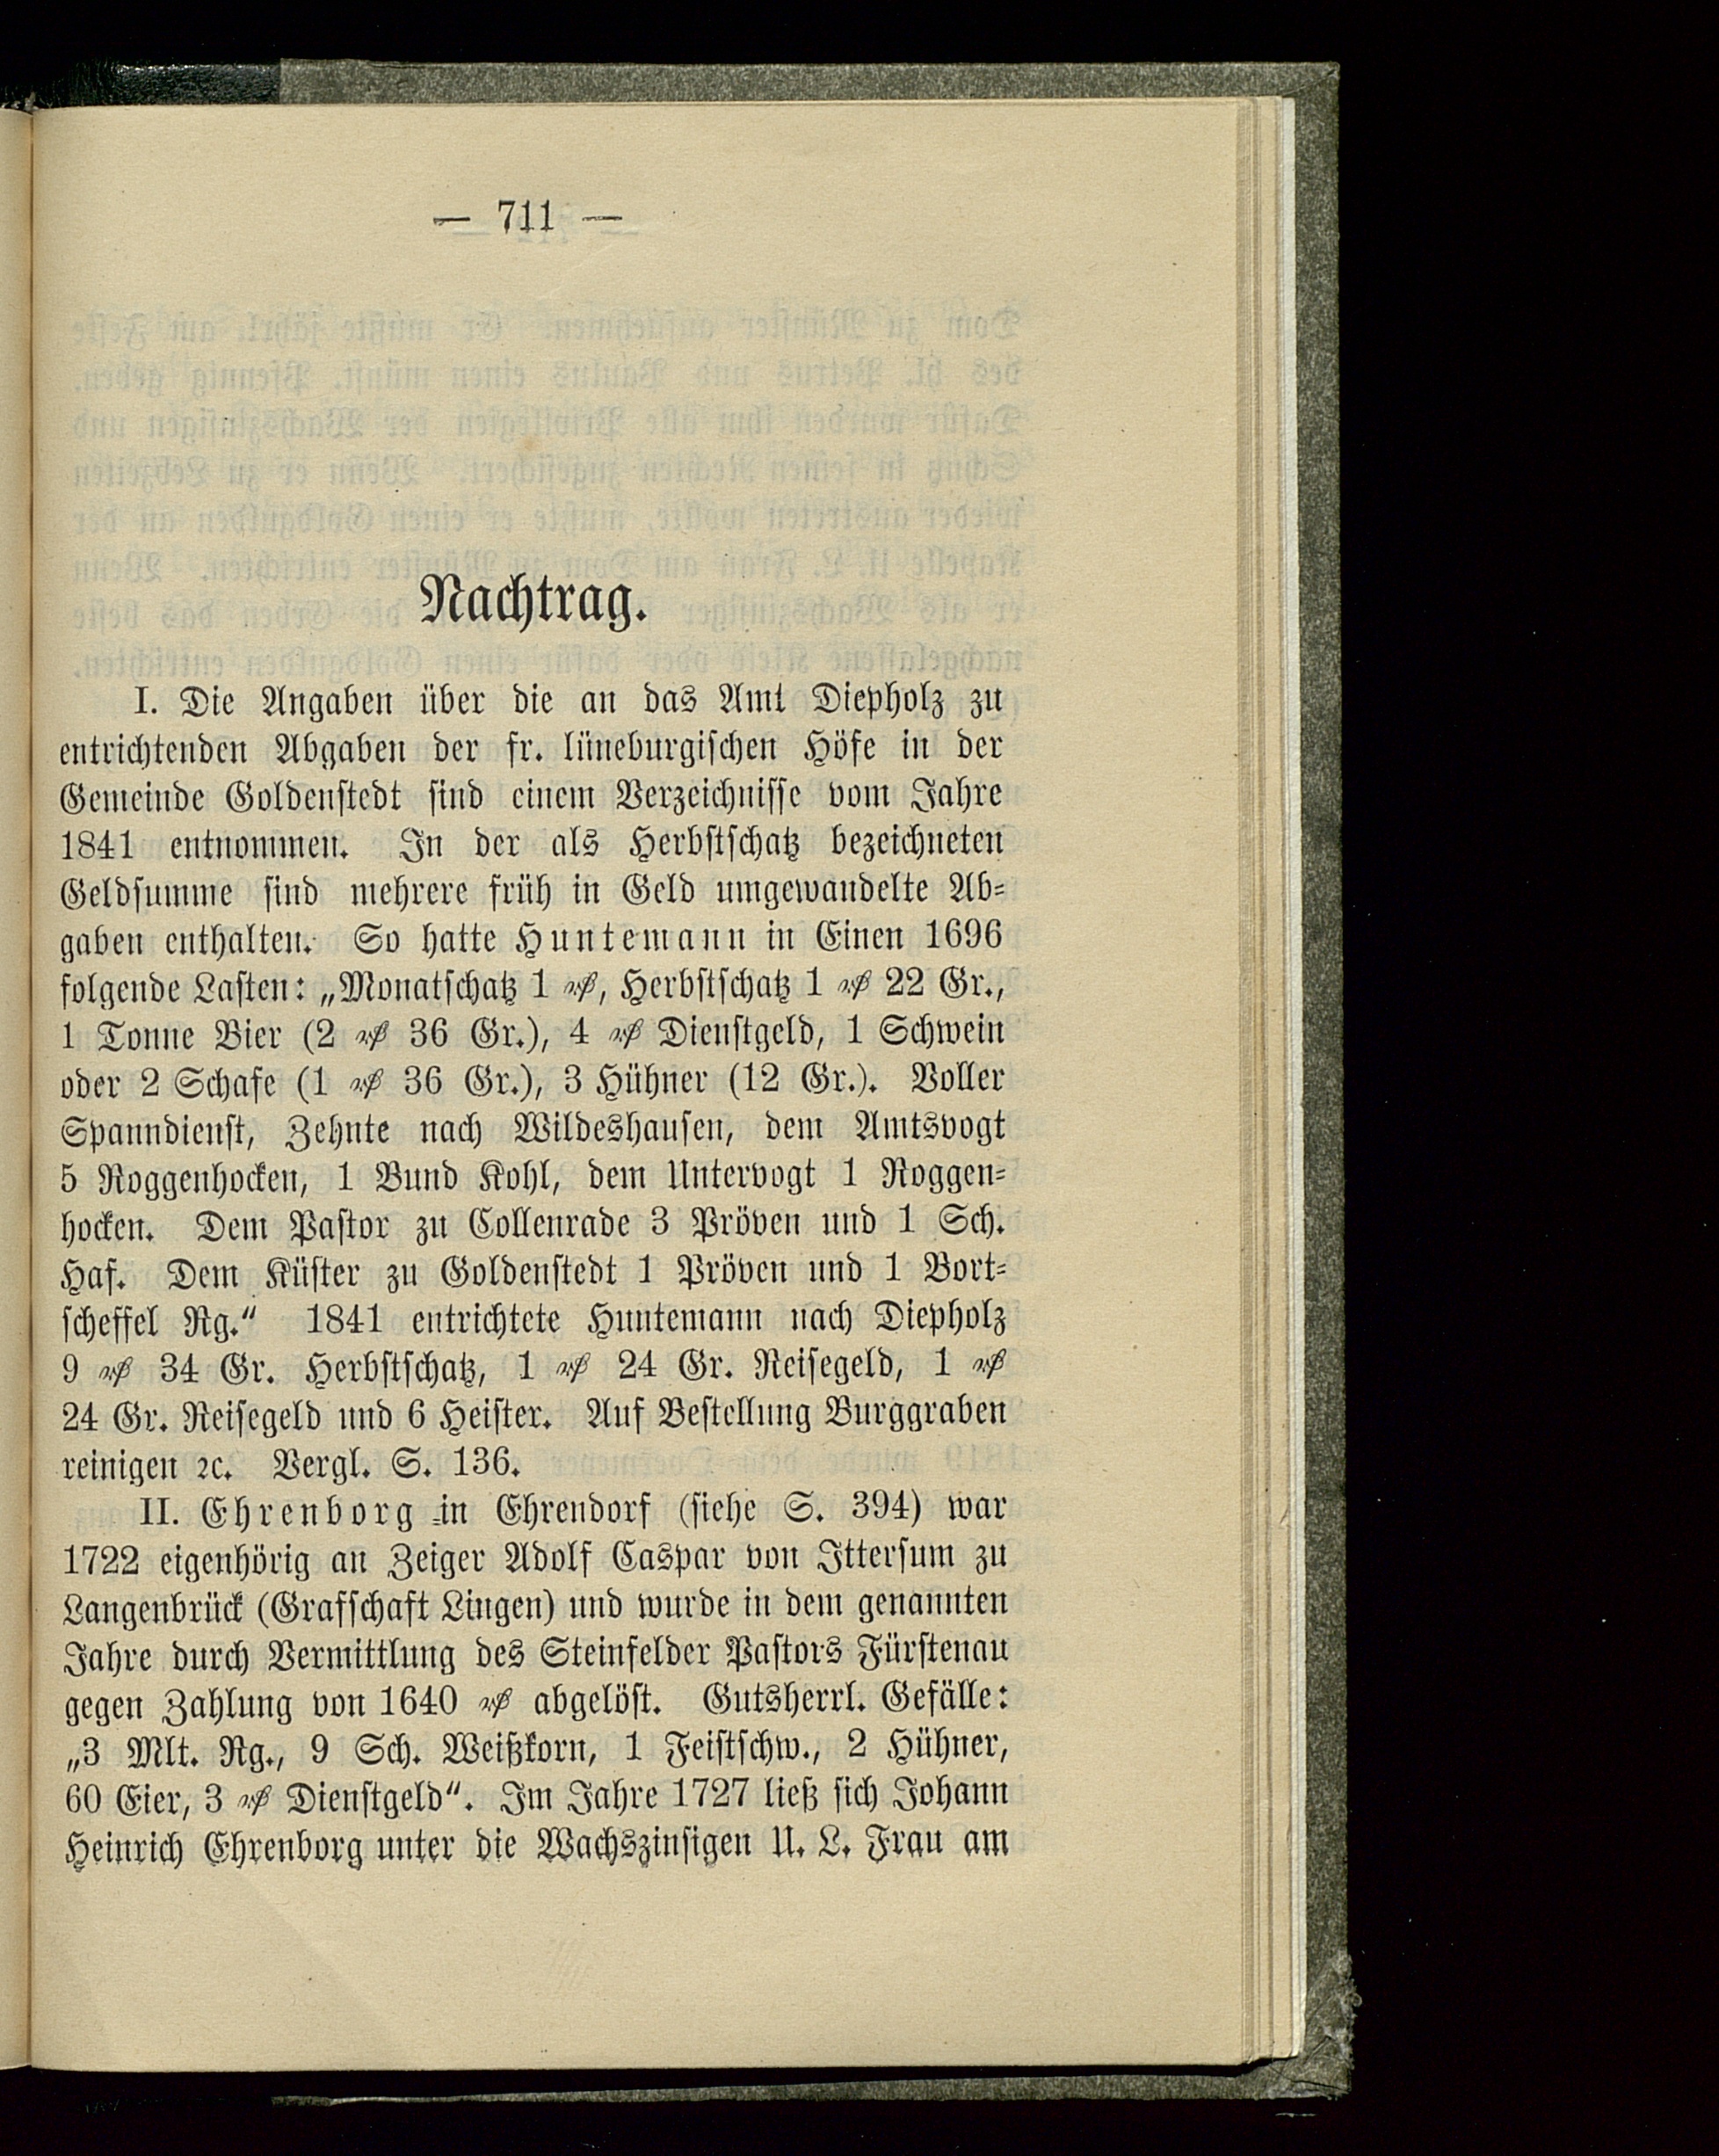 — 711 —
Nachtrag.
I. Die Angaben über die an das Amt Diepholz zu
entrichtenden Abgaben der fr. lüneburgischen Höfe in der
Gemeinde Goldenstedt sind einem Verzeichnisse vom Jahre
1841 entnommen. In der als Herbstschatz bezeichneten
Geldsumme sind mehrere früh in Geld umgewandelte Ab-
gaben enthalten. So hatte Huntemann in Einen 1696
folgende Lasten: „Monatschatz 1 ₰, Herbstschatz 1 ₰ 22 Gr.,
1 Tonne Bier (2 ₰ 36 Gr.), 4 ₰ Dienstgeld, 1 Schwein
oder 2 Schafe (1 ₰ 36 Gr.), 3 Hühner (12 Gr.). Voller
Spanndienst, Zehnte nach Wildeshausen, dem Amtsvogt
5 Roggenhocken, 1 Bund Kohl, dem Untervogt 1 Roggen-
hocken. Dem Pastor zu Collenrade 3 Pröven und 1 Sch.
Haf. Dem Küster zu Goldenstedt 1 Pröven und 1 Bort-
scheffel Rg.“ 1841 entrichtete Huntemann nach Diepholz
9 ₰ 34 Gr. Herbstschatz, 1 ₰ 24 Gr. Reisegeld, 1 ₰
24 Gr. Reisegeld und 6 Heister. Auf Bestellung Burggraben
reinigen ꝛc. Vergl. S. 136.
II. Ehrenborg in Ehrendorf (siehe S. 394) war
1722 eigenhörig an Zeiger Adolf Caspar von Ittersum zu
Langenbrück (Grafschaft Lingen) und wurde in dem genannten
Jahre durch Vermittlung des Steinfelder Pastors Fürstenau
gegen Zahlung von 1640 ₰ abgelöst. Gutsherrl. Gefälle:
„3 Mlt. Rg., 9 Sch. Weißkorn, 1 Feistschw., 2 Hühner,
60 Eier, 3 ₰ Dienstgeld“. Im Jahre 1727 ließ sich Johann
Heinrich Ehrenborg unter die Wachszinsigen U. L. Frau am